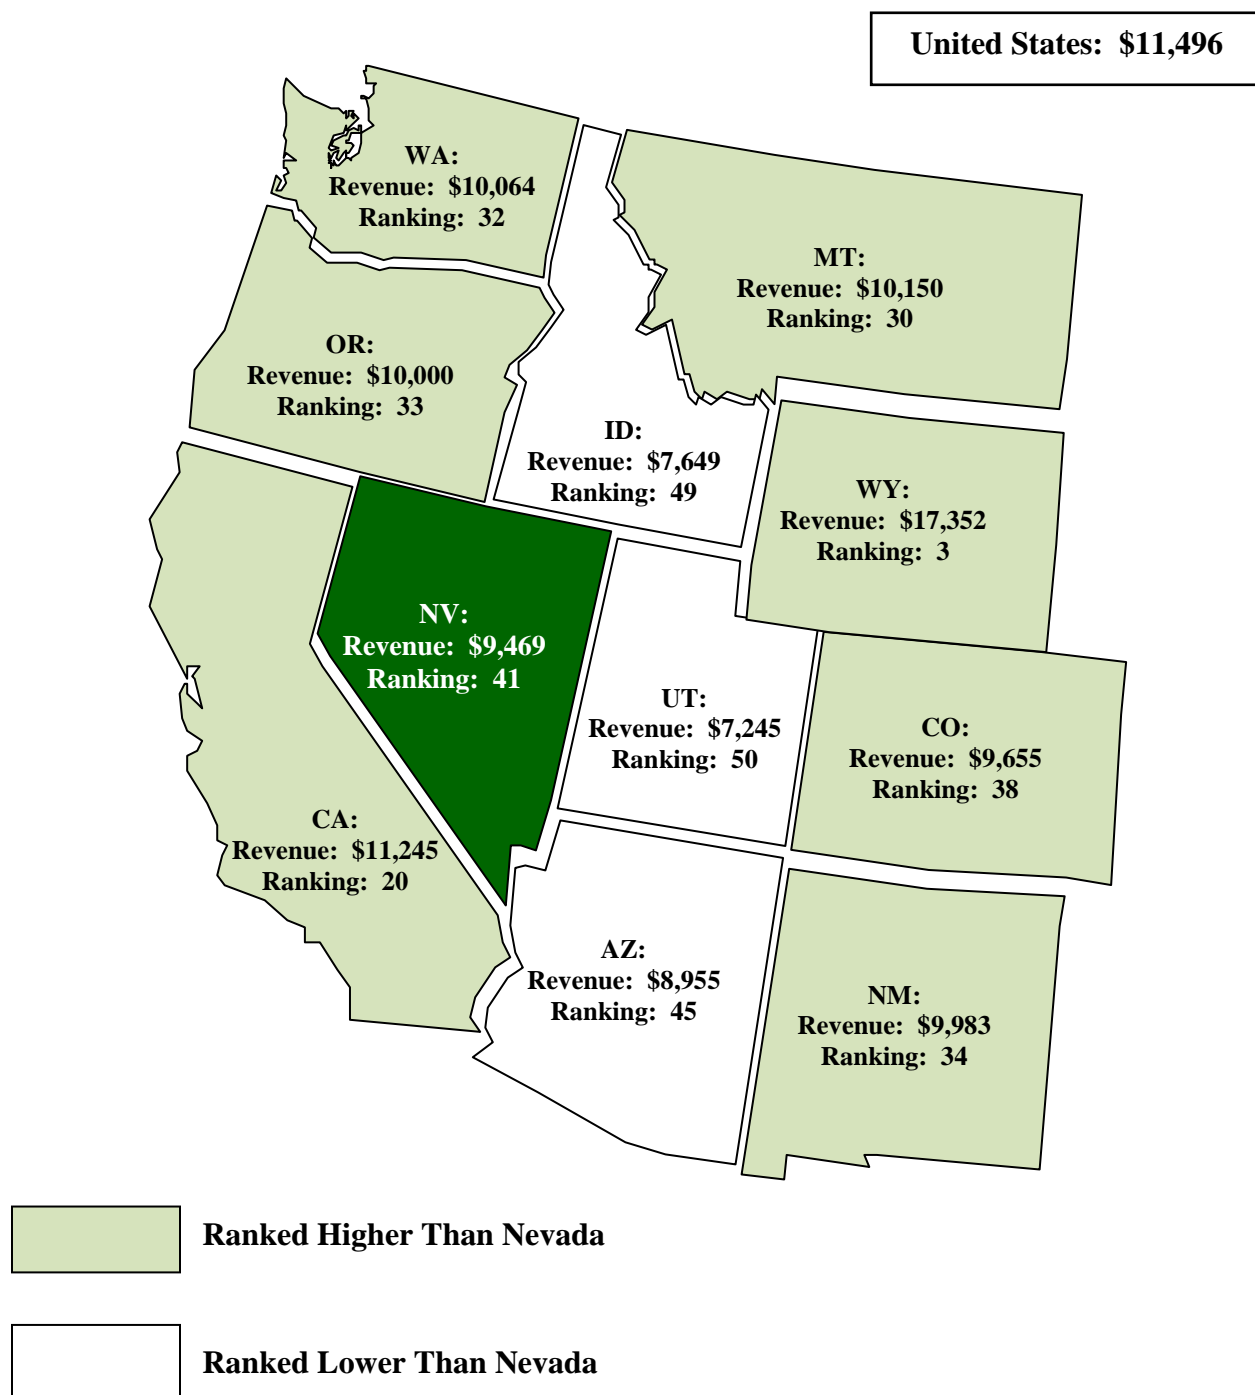 United States: $11,496
WA:
Revenue: $10,064
Ranking: 32
MT:
Revenue: $10,150
Ranking: 30
OR:
Revenue: $10,000
Ranking: 33
ID:
Revenue: $7,649
Ranking: 49
WY:
Revenue: $17,352
Ranking: 3
NV:
Revenue: $9,469
Ranking: 41
UT:
Revenue: $7,245
Ranking: 50
CO:
Revenue: $9,655
Ranking: 38
CA:
Revenue: $11,245
Ranking: 20
AZ:
Revenue: $8,955
Ranking: 45
NM:
Revenue: $9,983
Ranking: 34
Ranked Higher Than Nevada
Ranked Lower Than Nevada